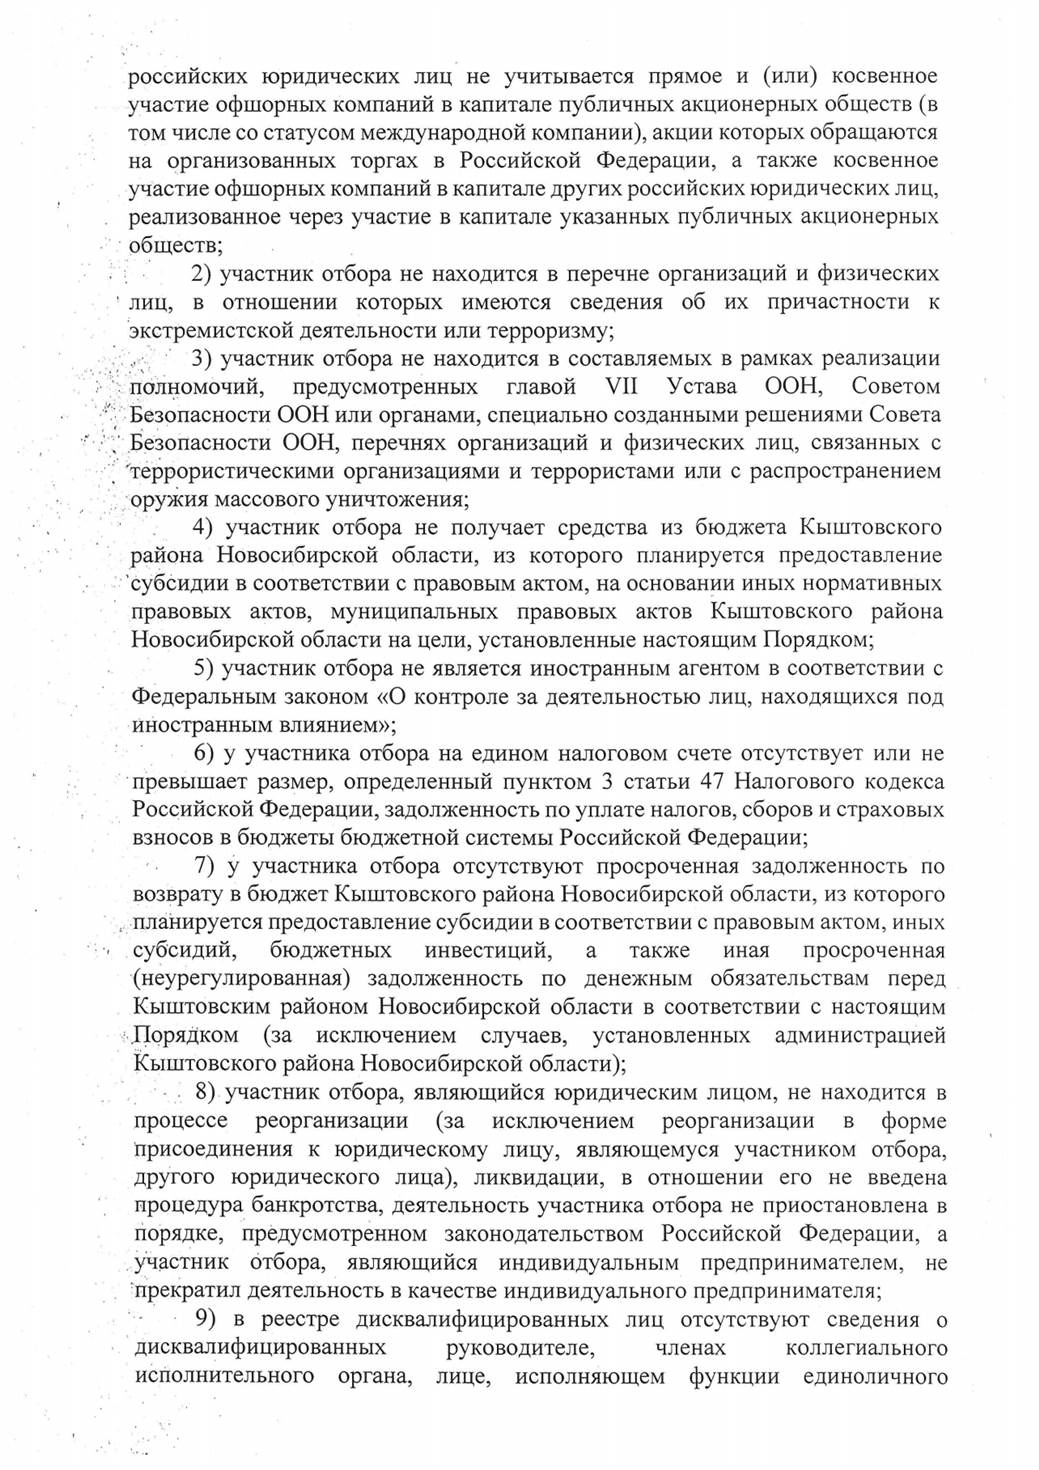 российских юридических лиц не учитывается прямое и (или) косвенное
участие офшорных компаний в капитале публичных акционерных обществ (в
том числе со статусом международной компании), акции которых обращаются
на организованных торгах в Российской Федерации, а также косвенное
участие офшорных компаний в капитале других российских юридических лиц,
реализованное через участие в капитале указанных публичных акционерных
обществ;
2) участник отбора не находится в перечне организаций и физических
лиц, в отношении которых имеются сведения об их причастности к
экстремистской деятельности или терроризму;
3) участник отбора не находится в составляемых в рамках реализации
полномочий, предусмотренных главой VII Устава ООН, Советом
Безопасности ООН или органами, специально созданными решениями Совета
Безопасности ООН, перечнях организаций и физических лиц, связанных с
террористическими организациями и террористами или с распространением
оружия массового уничтожения;
4) участник отбора не получает средства из бюджета Кыштовского
района Новосибирской области, из которого планируется предоставление
субсидии в соответствии с правовым актом, на основании иных нормативных
правовых актов, муниципальных правовых актов Кыштовского района
Новосибирской области на цели, установленные настоящим Порядком;
5) участник отбора не является иностранным агентом в соответствии с
Федеральным законом «О контроле за деятельностью лиц, находящихся под
иностранным влиянием»;
6) у участника отбора на едином налоговом счете отсутствует или не
превышает размер, определенный пунктом 3 статьи 47 Налогового кодекса
Российской Федерации, задолженность по уплате налогов, сборов и страховых
взносов в бюджеты бюджетной системы Российской Федерации;
7) у участника отбора отсутствуют просроченная задолженность по
возврату в бюджет Кыштовского района Новосибирской области, из которого
планируется предоставление субсидии в соответствии с правовым актом, иных
субсидий, бюджетных инвестиций, а также иная просроченная
(неурегулированная) задолженность по денежным обязательствам перед
Кыштовским районом Новосибирской области в соответствии с настоящим
Порядком (за исключением случаев, установленных администрацией
Кыштовского района Новосибирской области);
8) участник отбора, являющийся юридическим лицом, не находится в
процессе реорганизации (за исключением реорганизации в форме
присоединения к юридическому лицу, являющемуся участником отбора,
другого юридического лица), ликвидации, в отношении его не введена
процедура банкротства, деятельность участника отбора не приостановлена в
порядке, предусмотренном законодательством Российской Федерации, а
участник отбора, являющийся индивидуальным предпринимателем, не
прекратил деятельность в качестве индивидуального предпринимателя;
9) в реестре дисквалифицированных лиц отсутствуют сведения о
дисквалифицированных руководителе, членах коллегиального
исполнительного органа, лице, исполняющем функции единоличного